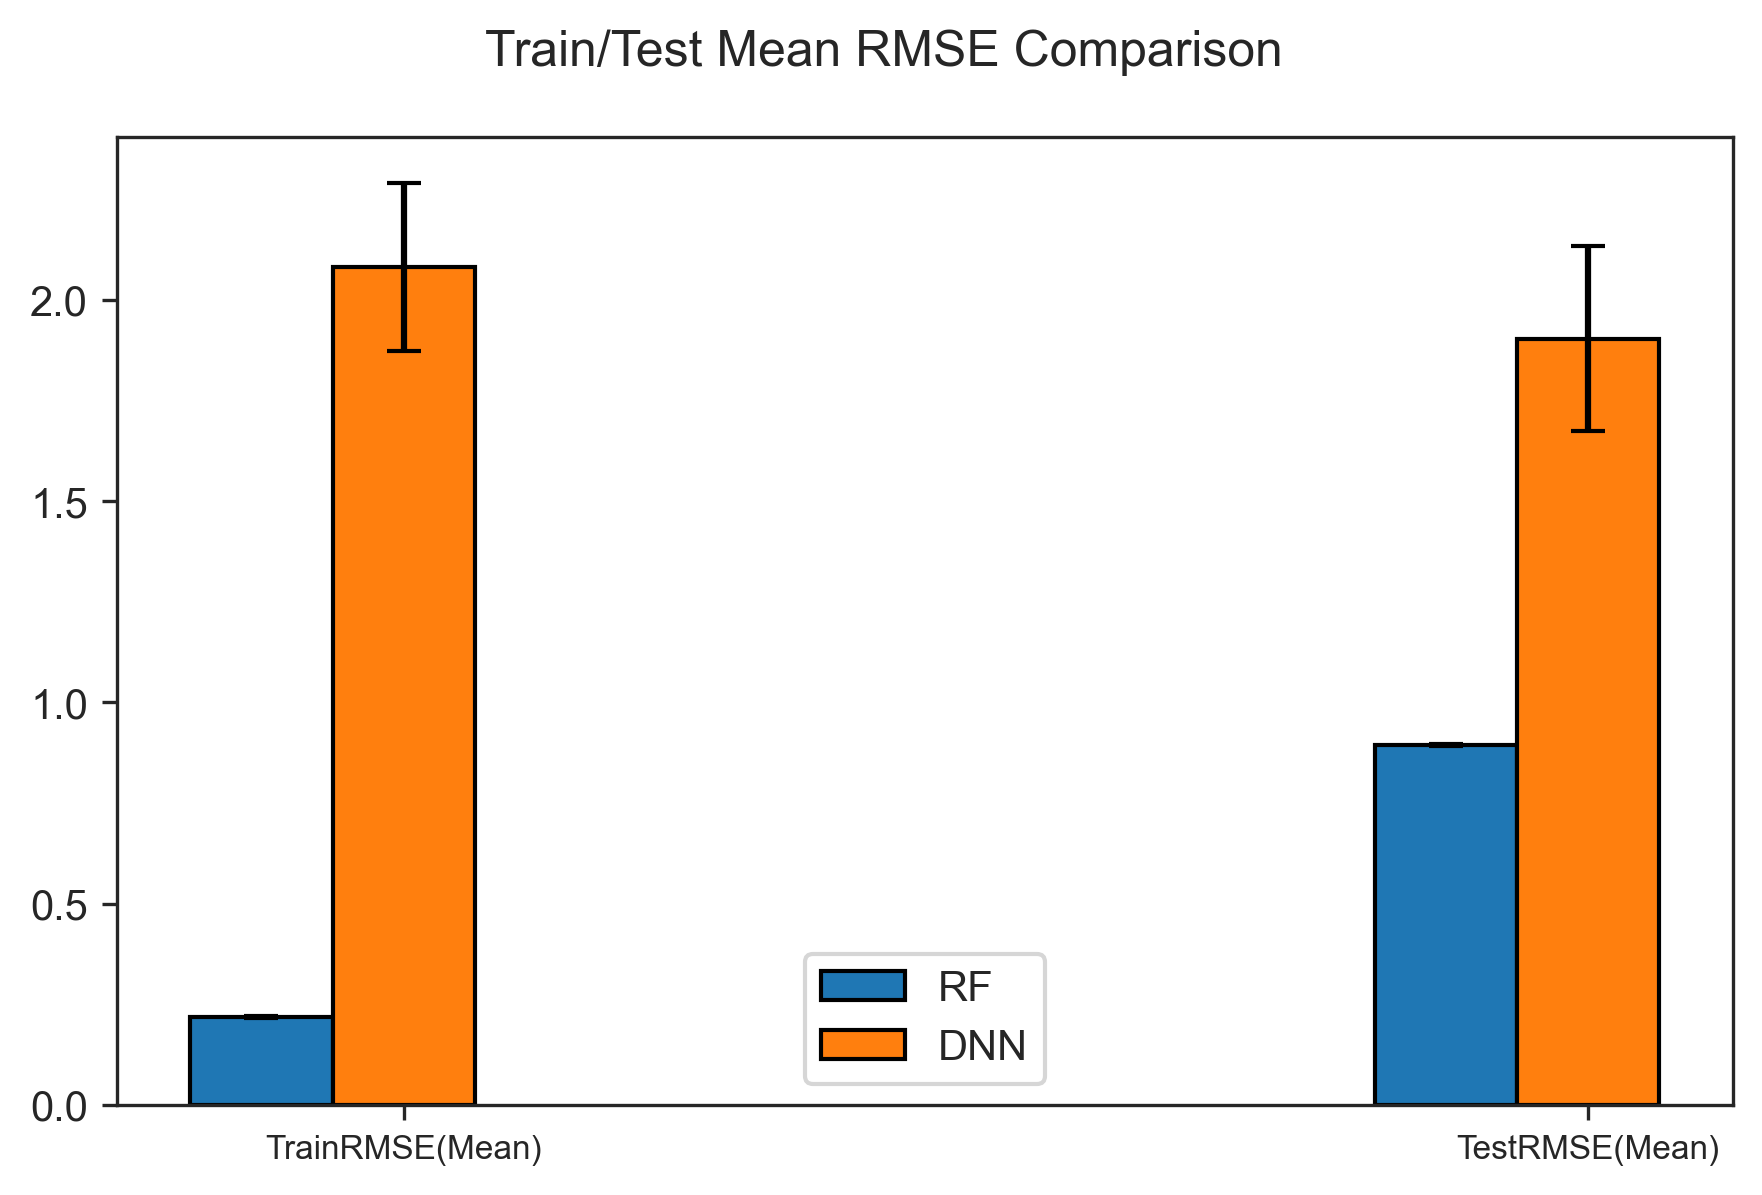 Train/Test Mean RMSE Comparison
2.0
1.5
1.0
0.5
0.0
RF
DNN
TrainRMSE(Mean)
TestRMSE(Mean)